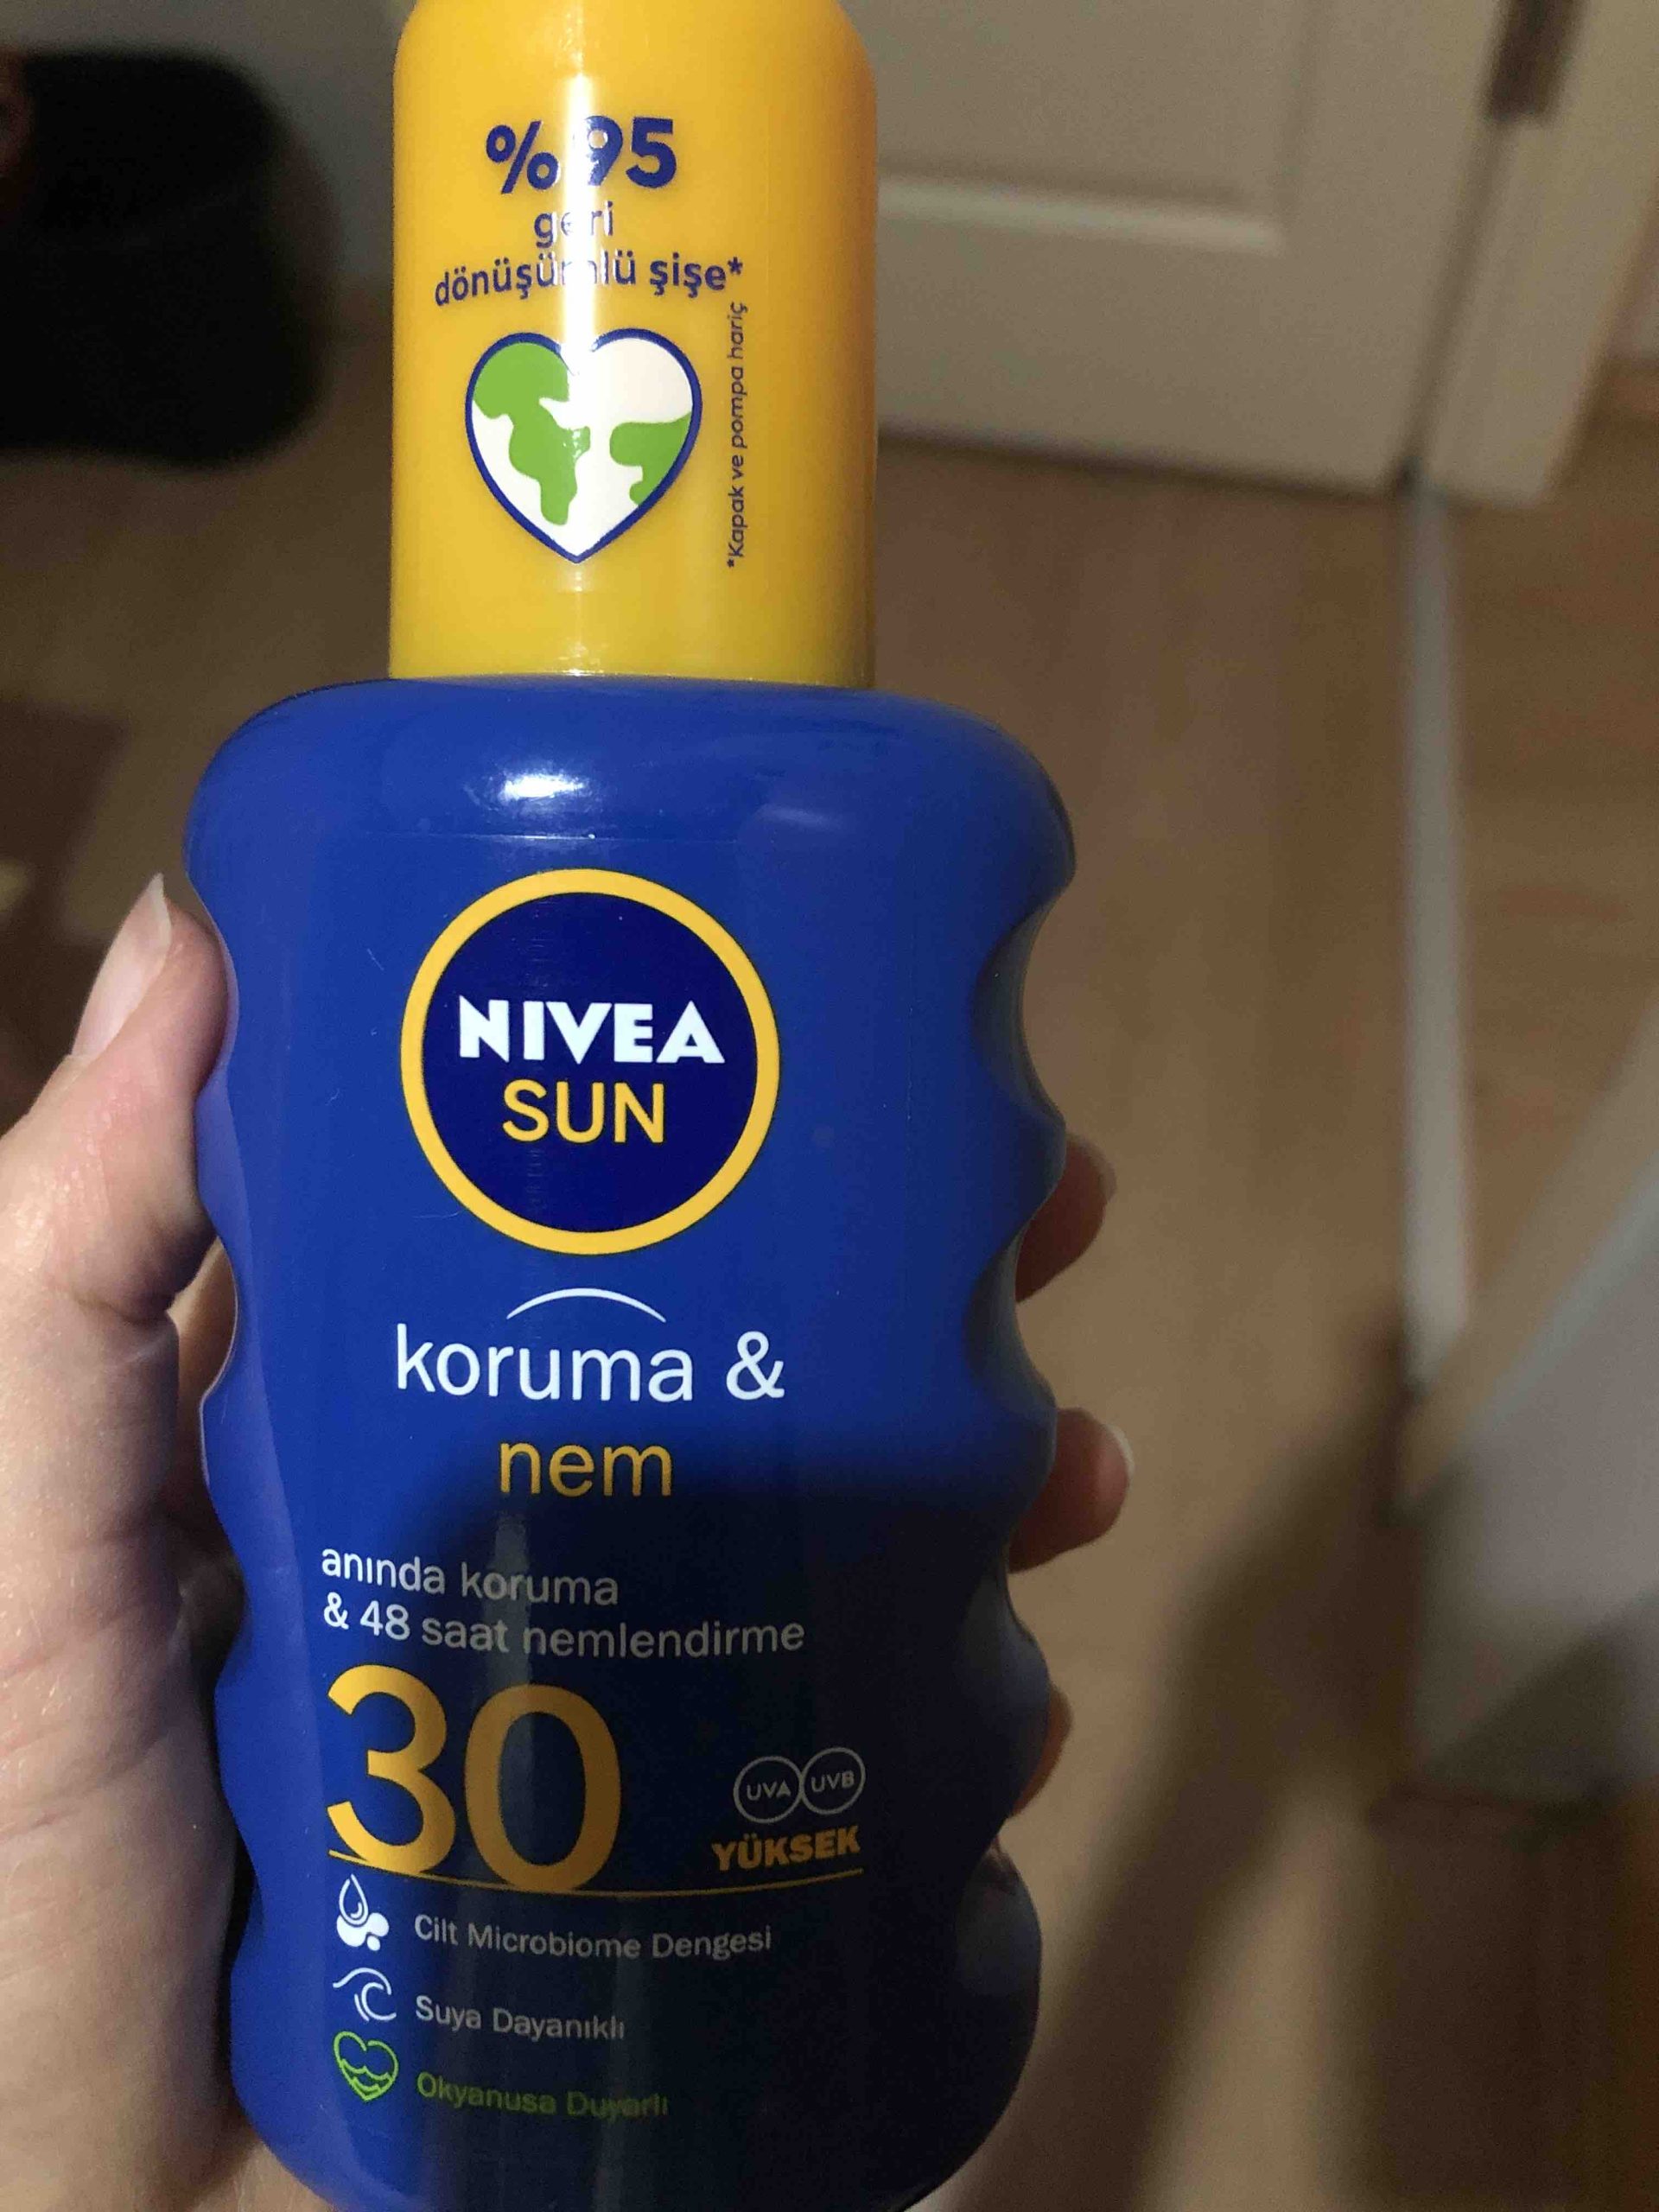 %95
geri
dönüşümlü şişe*
*Kapak ve pompa hariç
NIVEA
SUN
koruma &
nem
anında koruma
& 48 saat nemlendirme
30
UVA UVB
YÜKSEK
Cilt Microbiome Dengesi
Suya Dayanıklı
Okyanusa Duyarlı